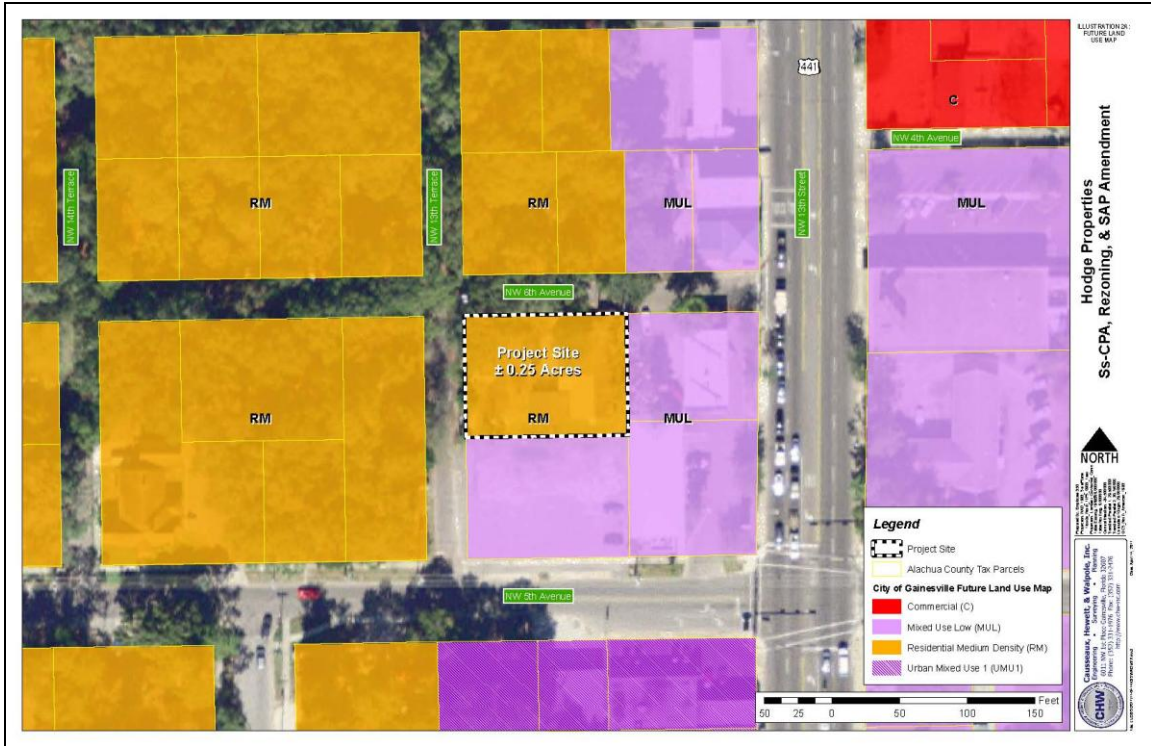 ILLUSTRATION 2A:
FUTURE LAND
USE MAP
Hodge Properties
Ss-CPA, Rezoning, & SAP Amendment
441
C
NW 4th Avenue
NW 14th Terrace
RM
NW 13th Terrace
RM
MUL
NW 13th Street
MUL
NW 6th Avenue
Project Site
± 0.25 Acres
RM
RM
MUL
NW 5th Avenue
NORTH
Legend
Project Site
Alachua County Tax Parcels
City of Gainesville Future Land Use Map
Commercial (C)
Mixed Use Low (MUL)
Residential Medium Density (RM)
Urban Mixed Use 1 (UMU1)
Feet
50 25 0 50 100 150
Causseaux, Hewett, & Walpole, Inc.
Engineering • Surveying • Planning
CHW